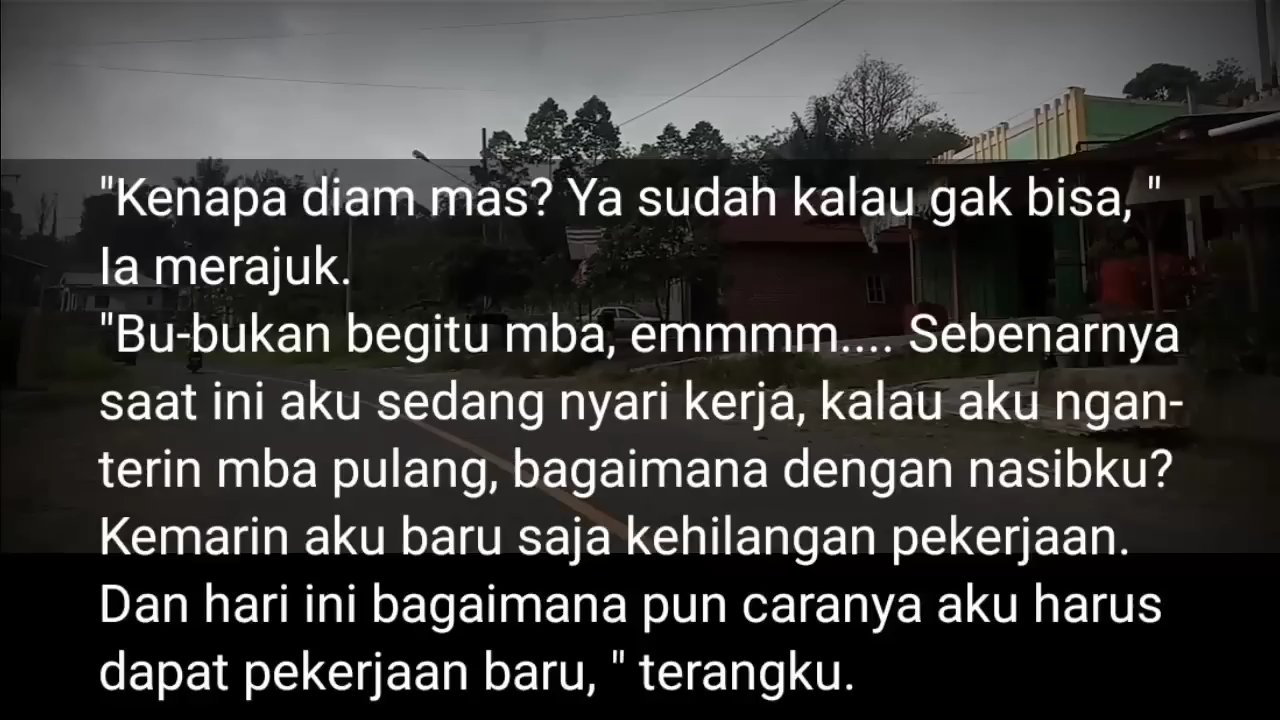 "Kenapa diam mas? Ya sudah kalau gak bisa, "
Ia merajuk.
"Bu-bukan begitu mba, emmmm.... Sebenarnya
saat ini aku sedang nyari kerja, kalau aku ngan-
terin mba pulang, bagaimana dengan nasibku?
Kemarin aku baru saja kehilangan pekerjaan.
Dan hari ini bagaimana pun caranya aku harus
dapat pekerjaan baru, " terangku.